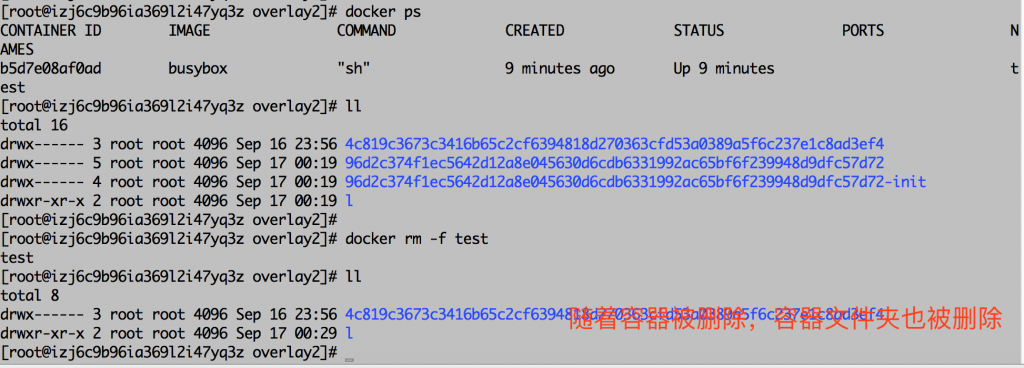 [root@izj6c9b96ia369l2i47yq3z overlay2]# docker ps
CONTAINER ID IMAGE COMMAND CREATED STATUS PORTS N
AMES
b5d7e08af0ad busybox "sh" 9 minutes ago Up 9 minutes t
est
[root@izj6c9b96ia369l2i47yq3z overlay2]# ll
total 16
drwx------ 3 root root 4096 Sep 16 23:56 4c819c3673c3416b65c2cf6394818d270363cfd53a0389a5f6c237e1c8ad3ef4
drwx------ 5 root root 4096 Sep 17 00:19 96d2c374f1ec5642d12a8e045630d6cdb6331992ac65bf6f239948d9dfc57d72
drwx------ 4 root root 4096 Sep 17 00:19 96d2c374f1ec5642d12a8e045630d6cdb6331992ac65bf6f239948d9dfc57d72-init
drwxr-xr-x 2 root root 4096 Sep 17 00:19 l
[root@izj6c9b96ia369l2i47yq3z overlay2]#
[root@izj6c9b96ia369l2i47yq3z overlay2]# docker rm -f test
test
[root@izj6c9b96ia369l2i47yq3z overlay2]# ll
total 8
drwx------ 3 root root 4096 Sep 16 23:56 4c819c3673c3416b65c2cf6394818d270363cfd53a0389a5f6c237e1c8ad3ef4
随着容器被删除，容器文件夹也被删除
drwxr-xr-x 2 root root 4096 Sep 17 00:29 l
[root@izj6c9b96ia369l2i47yq3z overlay2]#